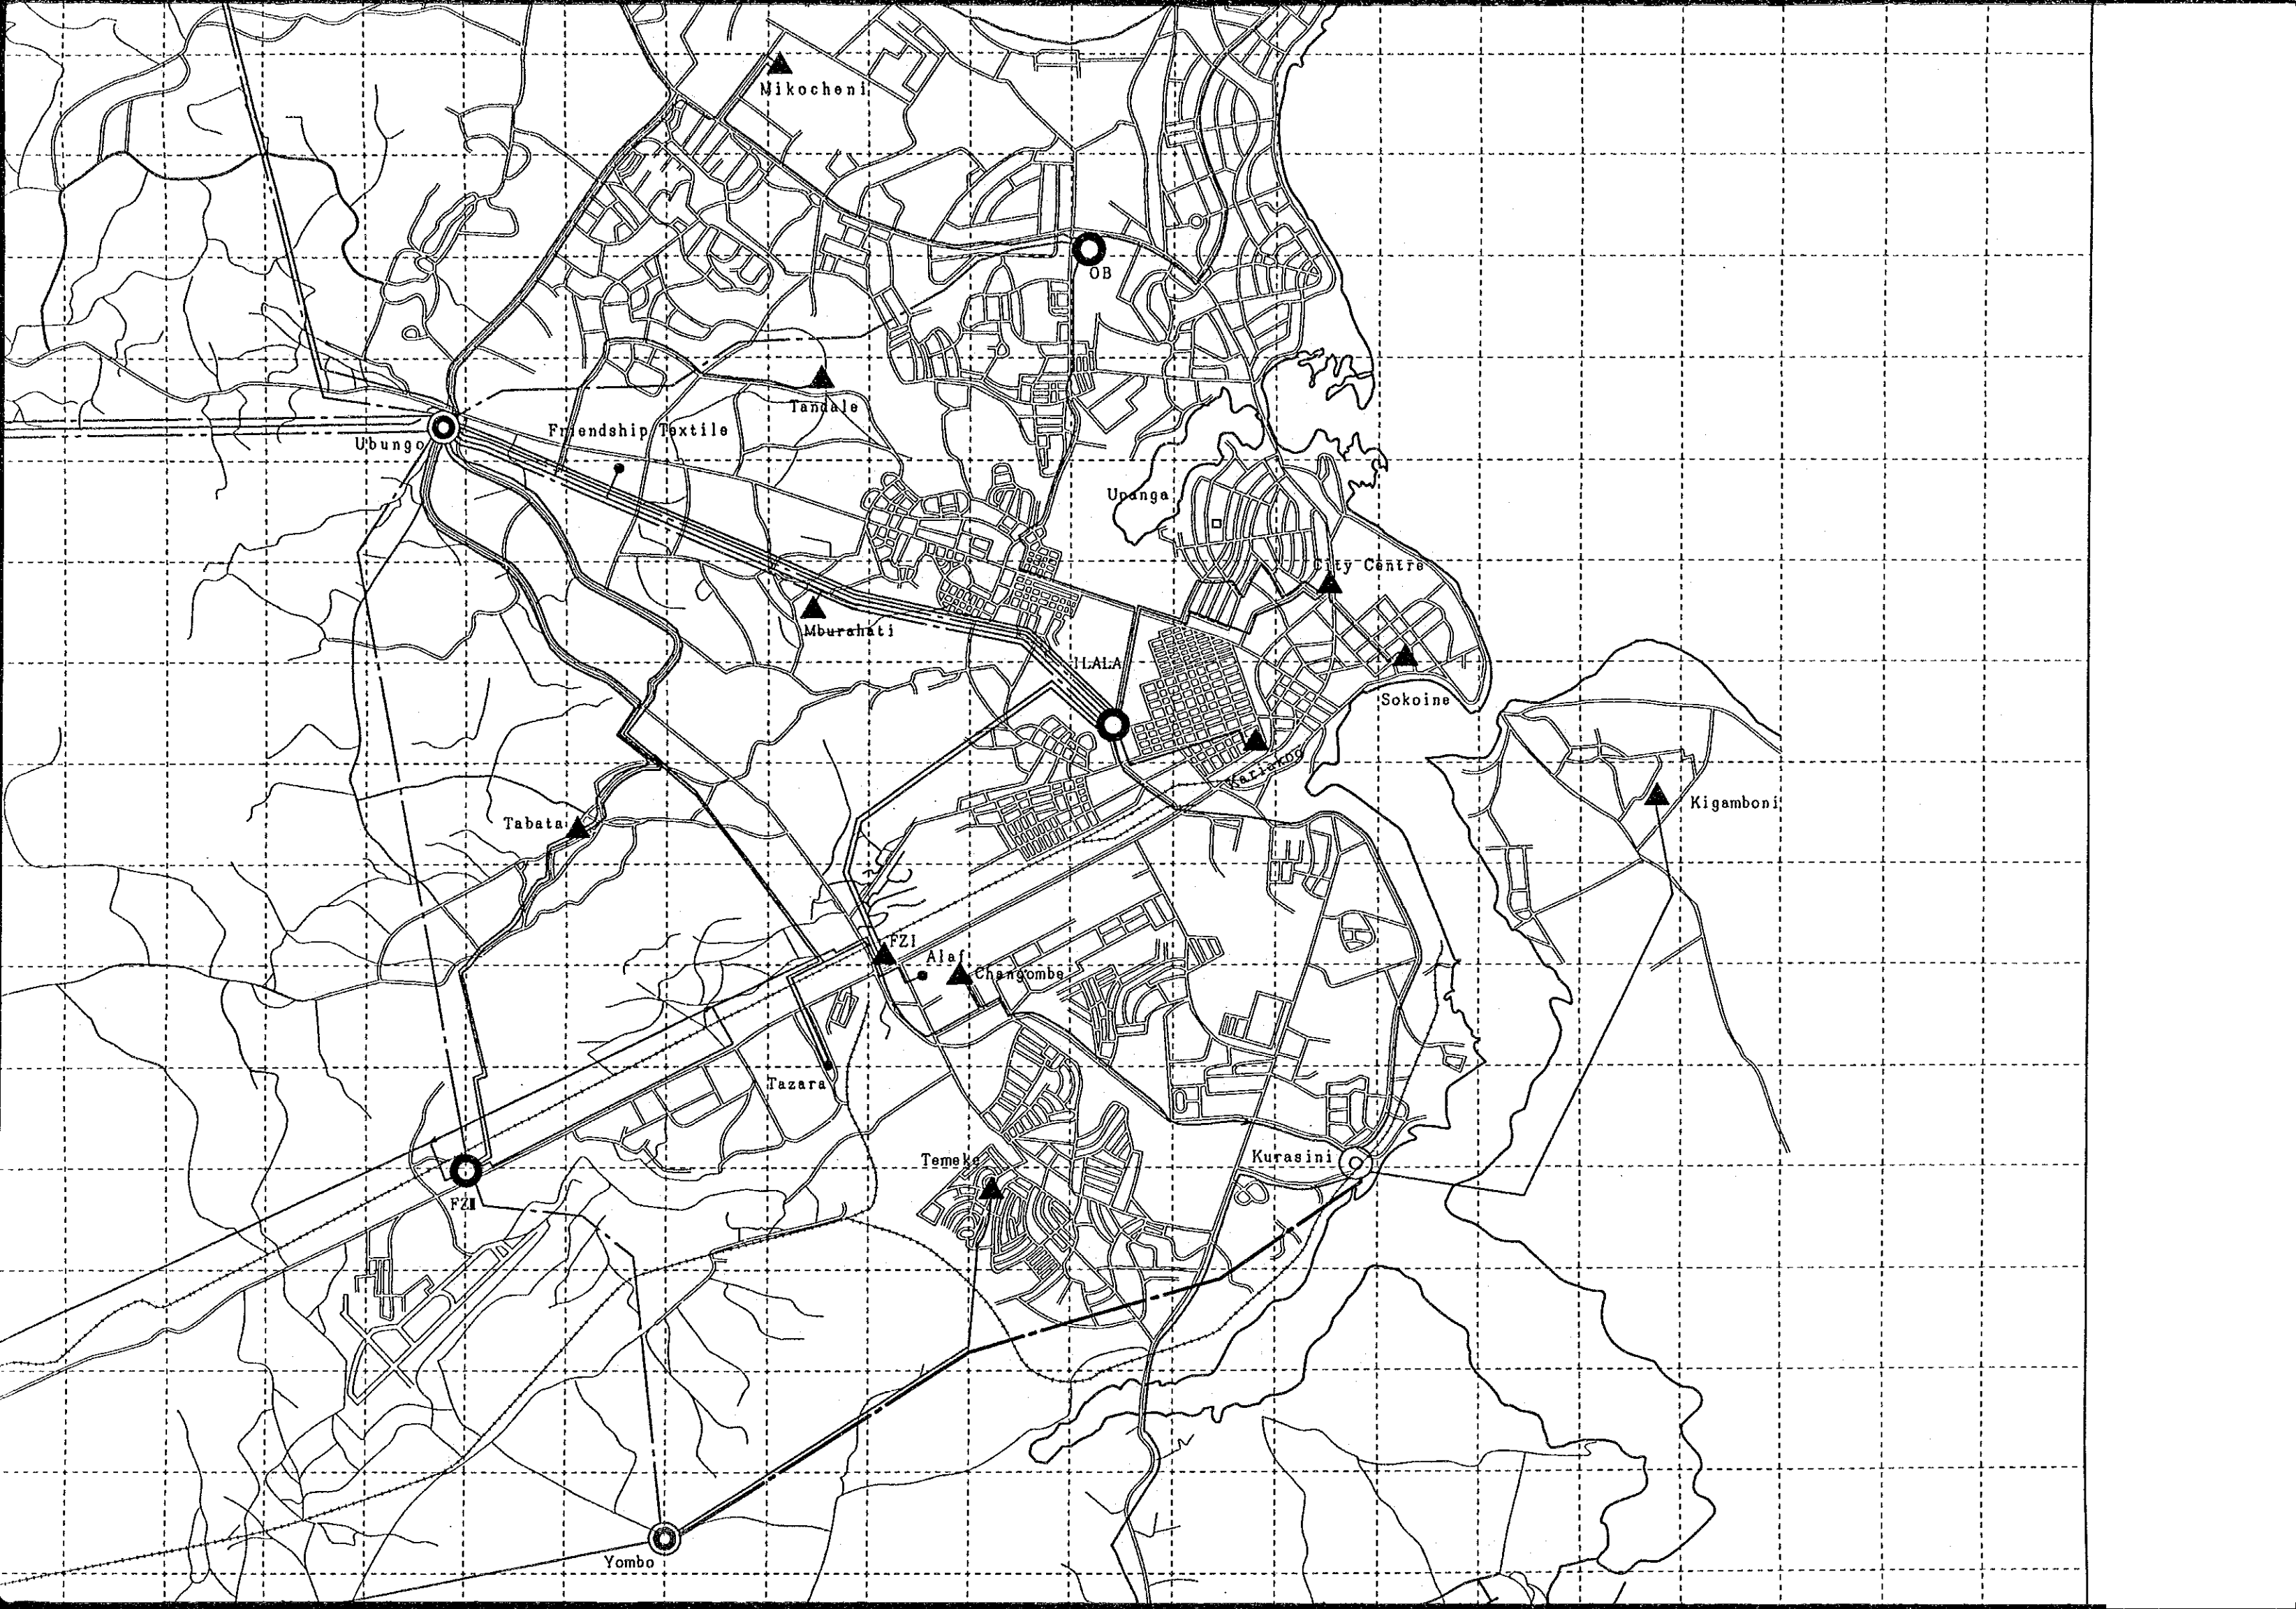 Mikocheni
OB
Tandale
Friendship Textile
Ubungo
Upanga
City Centre
Mburahati
ILALA
Sokoine
Kariakoo
Kigamboni
Tabata
FZI
Alaf
Changombe
Tazara
Temeke
Kurasini
FZⅡ
Yombo